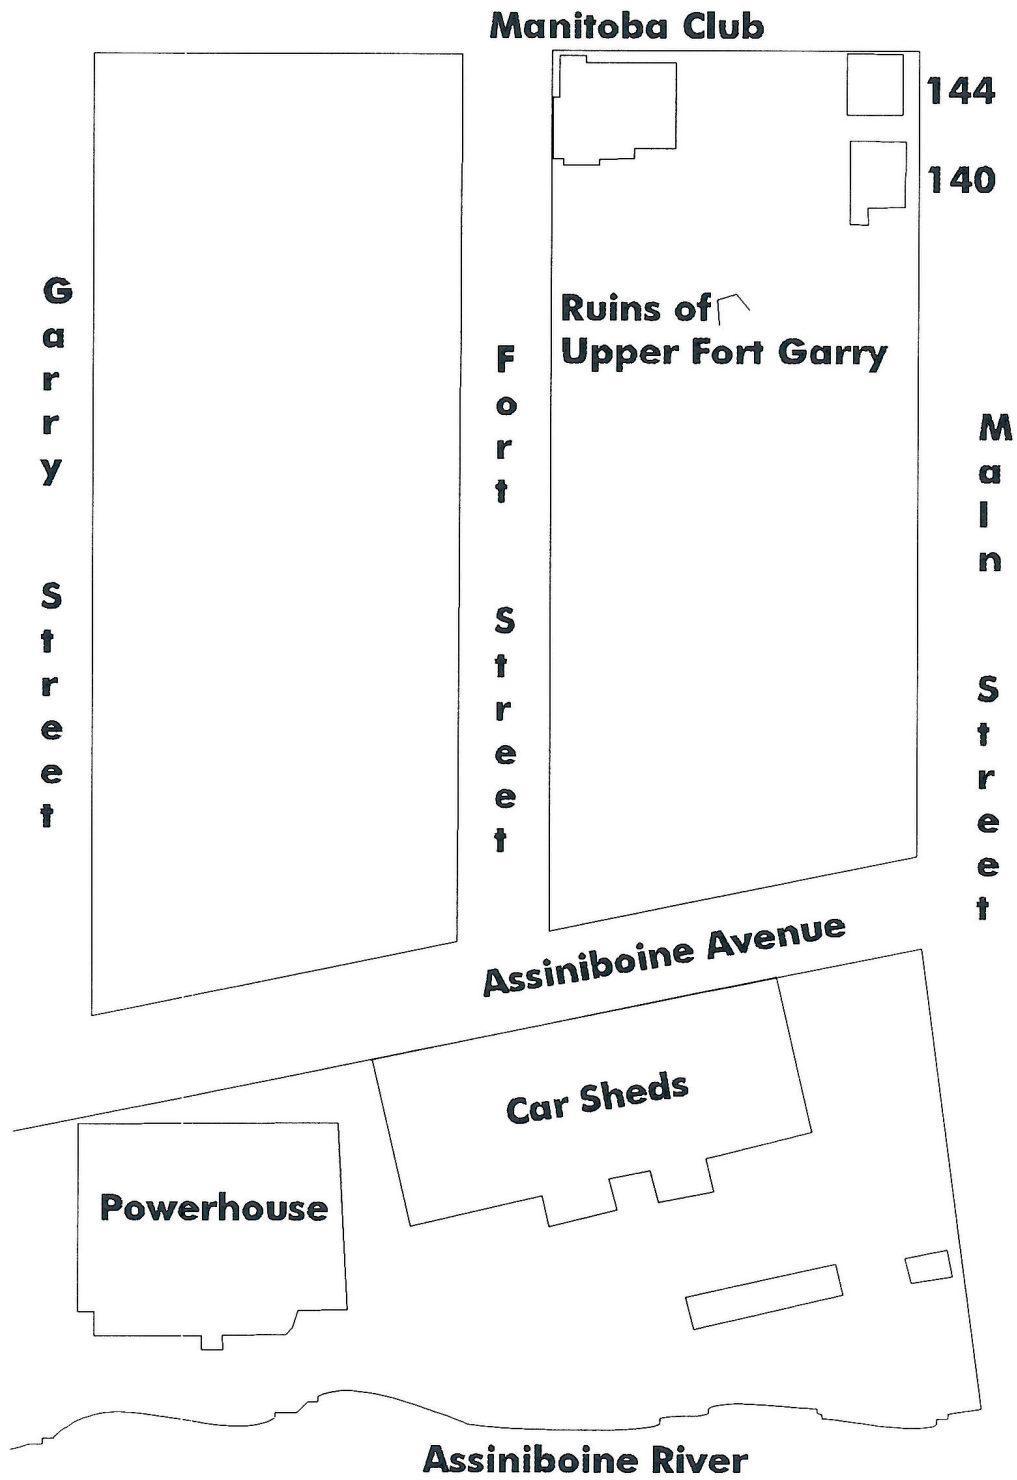 Manitoba Club
144
140
Garry Street
Ruins of
Upper Fort Garry
Fort Street
Maln Street
Assiniboine Avenue
Car Sheds
Powerhouse
Assiniboine River